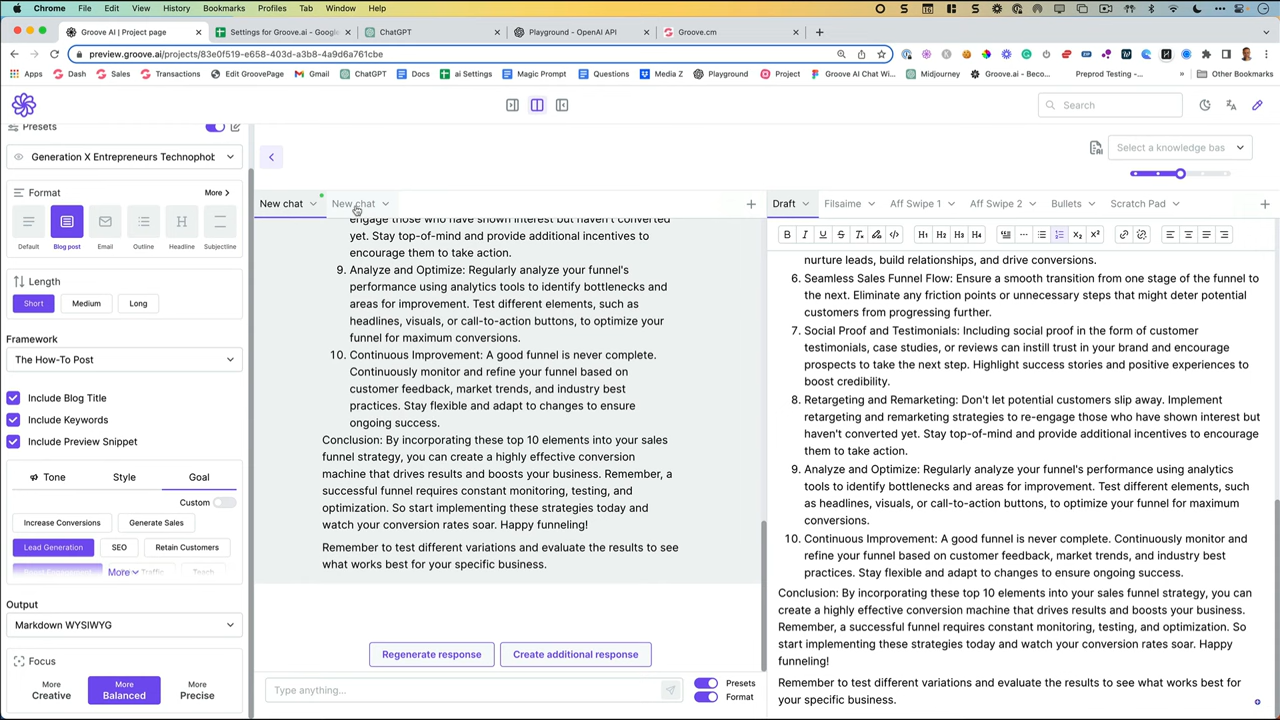 Chrome File Edit View History Bookmarks Profiles Tab Window Help
Groove AI | Project page
Settings for Groove.ai - Google
ChatGPT
Playground - OpenAI API
Groove.cm
preview.groove.ai/projects/83e0f519-e658-403d-a3b8-4a9d6a761cbe
Apps Dash Sales Transactions Edit GroovePage Gmail ChatGPT Docs ai Settings Magic Prompt Questions Media Z Playground Project Groove AI Chat Wi... Midjourney Groove.ai - Beco... Preprod Testing -... » Other Bookmarks
Search
Presets
Generation X Entrepreneurs Technophot
Format
More
Default Blog post Email Outline Headline Subjectline
Length
Short Medium Long
Framework
The How-To Post
Include Blog Title
Include Keywords
Include Preview Snippet
Tone Style Goal
Custom
Increase Conversions Generate Sales
Lead Generation SEO Retain Customers
More
Traffic
Teach
Output
Markdown WYSIWYG
Focus
More Creative
More Balanced
More Precise
Select a knowledge bas
New chat
New chat
engage those who have shown interest but haven't converted
yet. Stay top-of-mind and provide additional incentives to
encourage them to take action.
9. Analyze and Optimize: Regularly analyze your funnel's
performance using analytics tools to identify bottlenecks and
areas for improvement. Test different elements, such as
headlines, visuals, or call-to-action buttons, to optimize your
funnel for maximum conversions.
10. Continuous Improvement: A good funnel is never complete.
Continuously monitor and refine your funnel based on
customer feedback, market trends, and industry best
practices. Stay flexible and adapt to changes to ensure
ongoing success.
Conclusion: By incorporating these top 10 elements into your sales
funnel strategy, you can create a highly effective conversion
machine that drives results and boosts your business. Remember, a
successful funnel requires constant monitoring, testing, and
optimization. So start implementing these strategies today and
watch your conversion rates soar. Happy funneling!
Remember to test different variations and evaluate the results to see
what works best for your specific business.
Regenerate response
Create additional response
Type anything...
Presets
Format
Draft Filsaime Aff Swipe 1 Aff Swipe 2 Bullets Scratch Pad
B I U S H1 H2 H3 H4 X2 X2
nurture leads, build relationships, and drive conversions.
6. Seamless Sales Funnel Flow: Ensure a smooth transition from one stage of the funnel to
the next. Eliminate any friction points or unnecessary steps that might deter potential
customers from progressing further.
7. Social Proof and Testimonials: Including social proof in the form of customer
testimonials, case studies, or reviews can instill trust in your brand and encourage
prospects to take the next step. Highlight success stories and positive experiences to
boost credibility.
8. Retargeting and Remarketing: Don't let potential customers slip away. Implement
retargeting and remarketing strategies to re-engage those who have shown interest but
haven't converted yet. Stay top-of-mind and provide additional incentives to encourage
them to take action.
9. Analyze and Optimize: Regularly analyze your funnel's performance using analytics
tools to identify bottlenecks and areas for improvement. Test different elements, such
as headlines, visuals, or call-to-action buttons, to optimize your funnel for maximum
conversions.
10. Continuous Improvement: A good funnel is never complete. Continuously monitor and
refine your funnel based on customer feedback, market trends, and industry best
practices. Stay flexible and adapt to changes to ensure ongoing success.
Conclusion: By incorporating these top 10 elements into your sales funnel strategy, you can
create a highly effective conversion machine that drives results and boosts your business.
Remember, a successful funnel requires constant monitoring, testing, and optimization. So
start implementing these strategies today and watch your conversion rates soar. Happy
funneling!
Remember to test different variations and evaluate the results to see what works best for
your specific business.